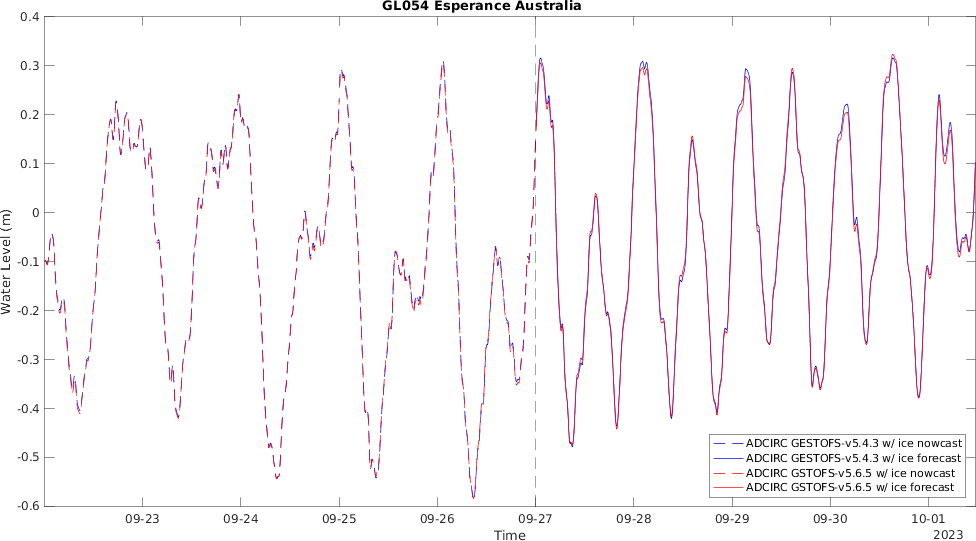 GL054 Esperance Australia
0.4
0.3
0.2
0.1
0
-0.1
-0.2
-0.3
-0.4
-0.5
-0.6
Water Level (m)
ADCIRC GESTOFS-v5.4.3 w/ ice nowcast
ADCIRC GESTOFS-v5.4.3 w/ ice forecast
ADCIRC GSTOFS-v5.6.5 w/ ice nowcast
ADCIRC GSTOFS-v5.6.5 w/ ice forecast
09-23 09-24 09-25 09-26 09-27 09-28 09-29 09-30 10-01
2023
Time